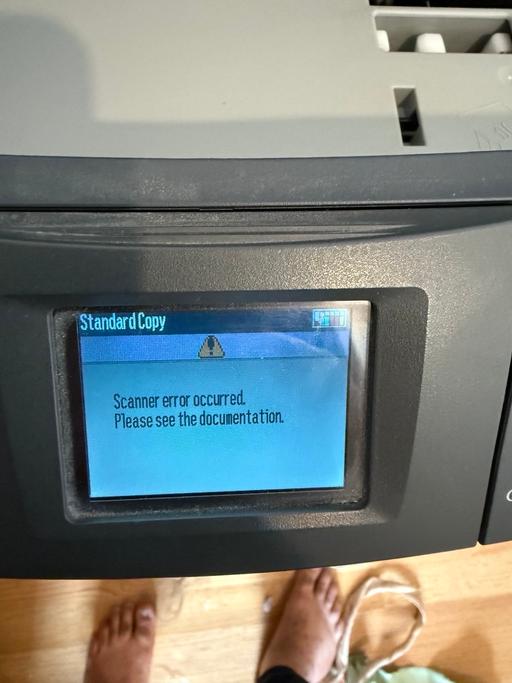 Standard Copy
Scanner error occurred.
Please see the documentation.